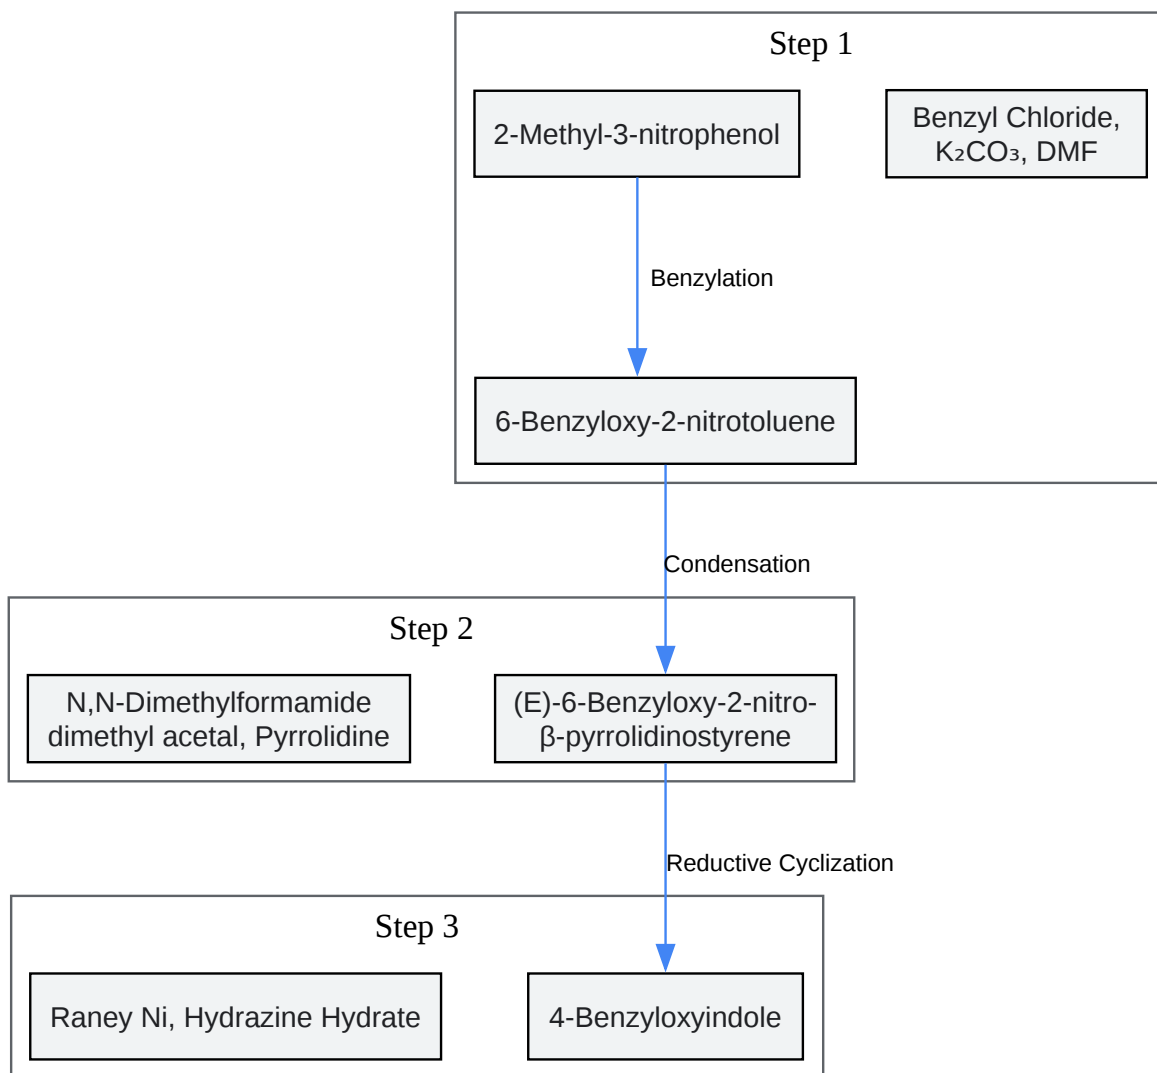 Step 1
2-Methyl-3-nitrophenol
Benzyl Chloride,
K₂CO₃, DMF
Benzylation
6-Benzyloxy-2-nitrotoluene
Condensation
Step 2
N,N-Dimethylformamide
dimethyl acetal, Pyrrolidine
(E)-6-Benzyloxy-2-nitro-
β-pyrrolidinostyrene
Reductive Cyclization
Step 3
Raney Ni, Hydrazine Hydrate
4-Benzyloxyindole